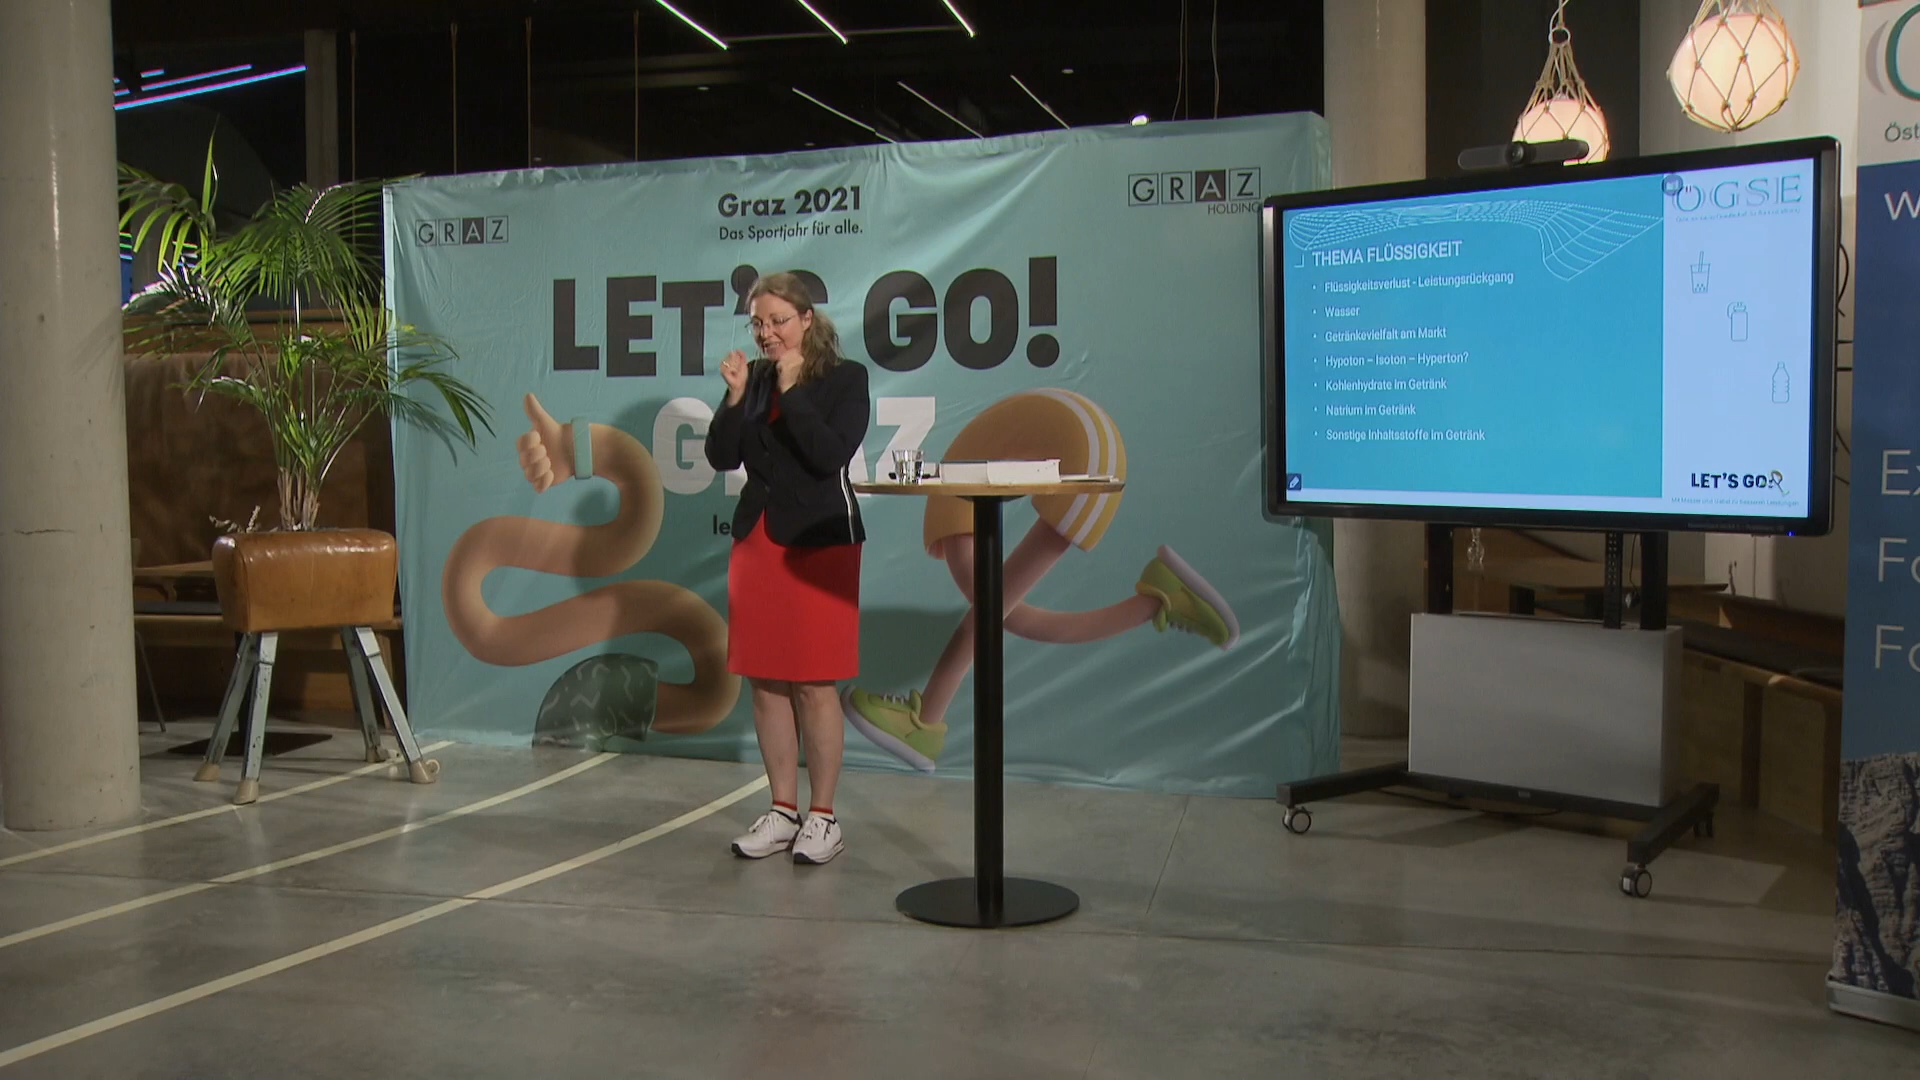 GRAZ
Graz 2021
Das Sportjahr für alle.
GRAZ
HOLDING
LET'S GO!
THEMA FLÜSSIGKEIT
• Flüssigkeitsverlust - Leistungsrückgang
• Wasser
• Getränkevielfalt am Markt
• Hypoton – Isoton – Hyperton?
• Kohlenhydrate im Getränk
• Natrium im Getränk
• Sonstige Inhaltsstoffe im Getränk
ÖGSE
LET'S GO!
Öst